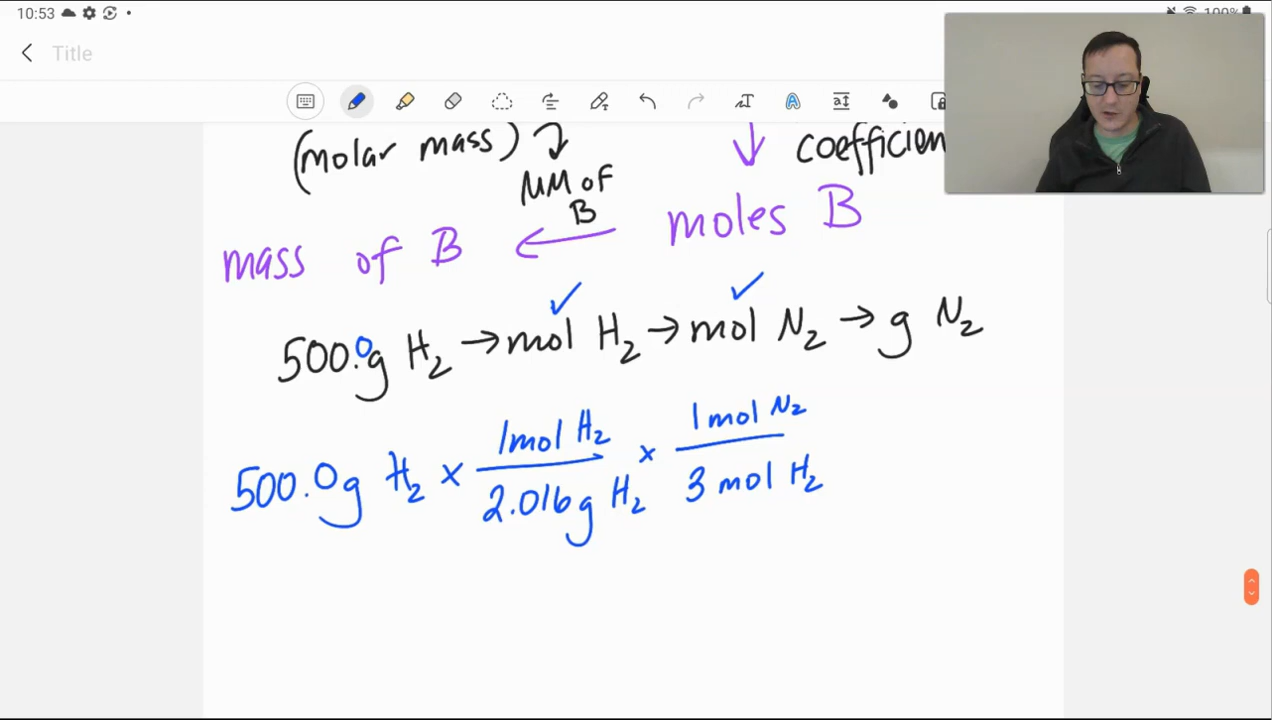 10:53 100%
Title
(molar mass)
MM of
B
coefficien
mass of B
moles B
500.0g H₂ → mol H₂ → mol N₂ → g N₂
500.0g H₂ × 1mol H₂ / 2.016g H₂ × 1mol N₂ / 3 mol H₂